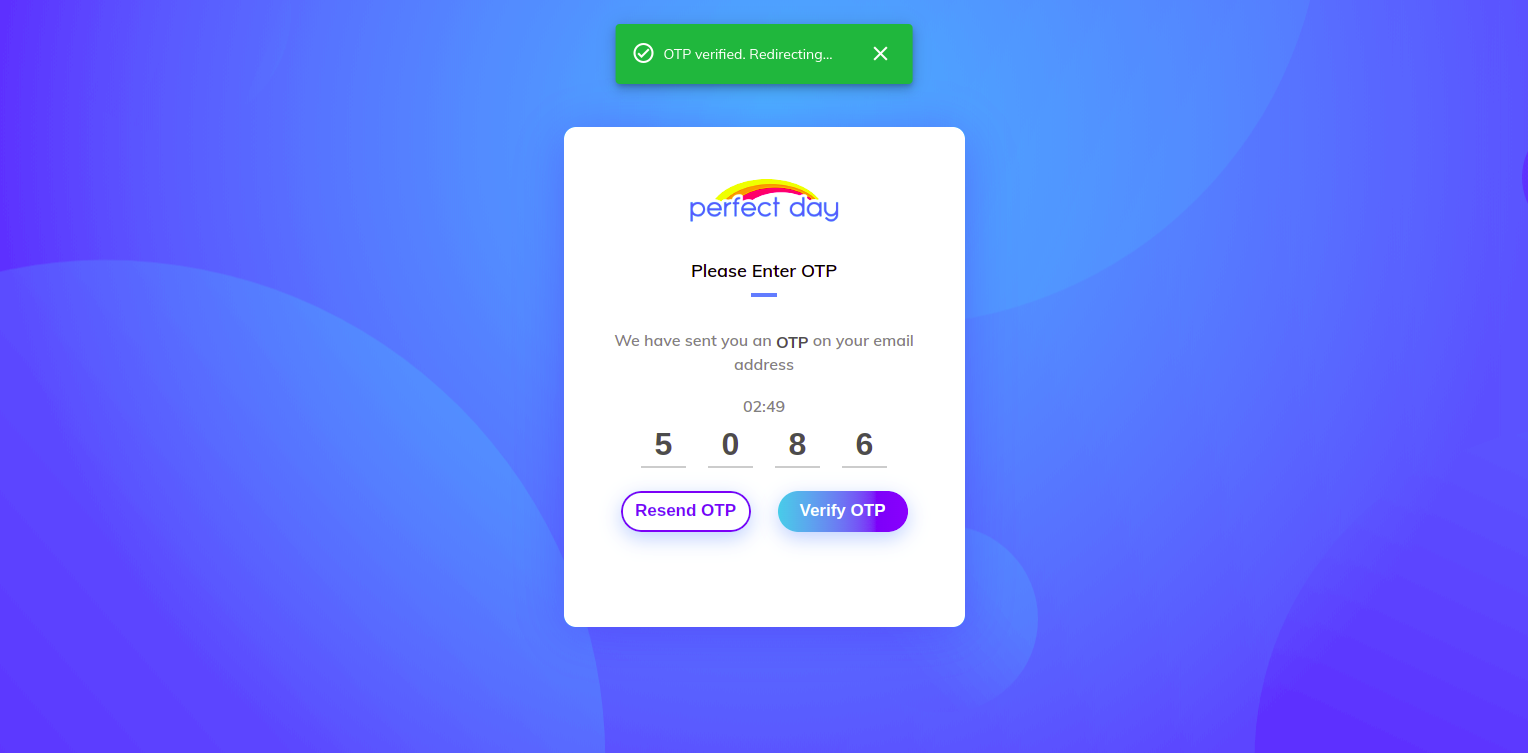 OTP verified. Redirecting...
perfect day
Please Enter OTP
We have sent you an OTP on your email
address
02:49
5 0 8 6
Resend OTP Verify OTP